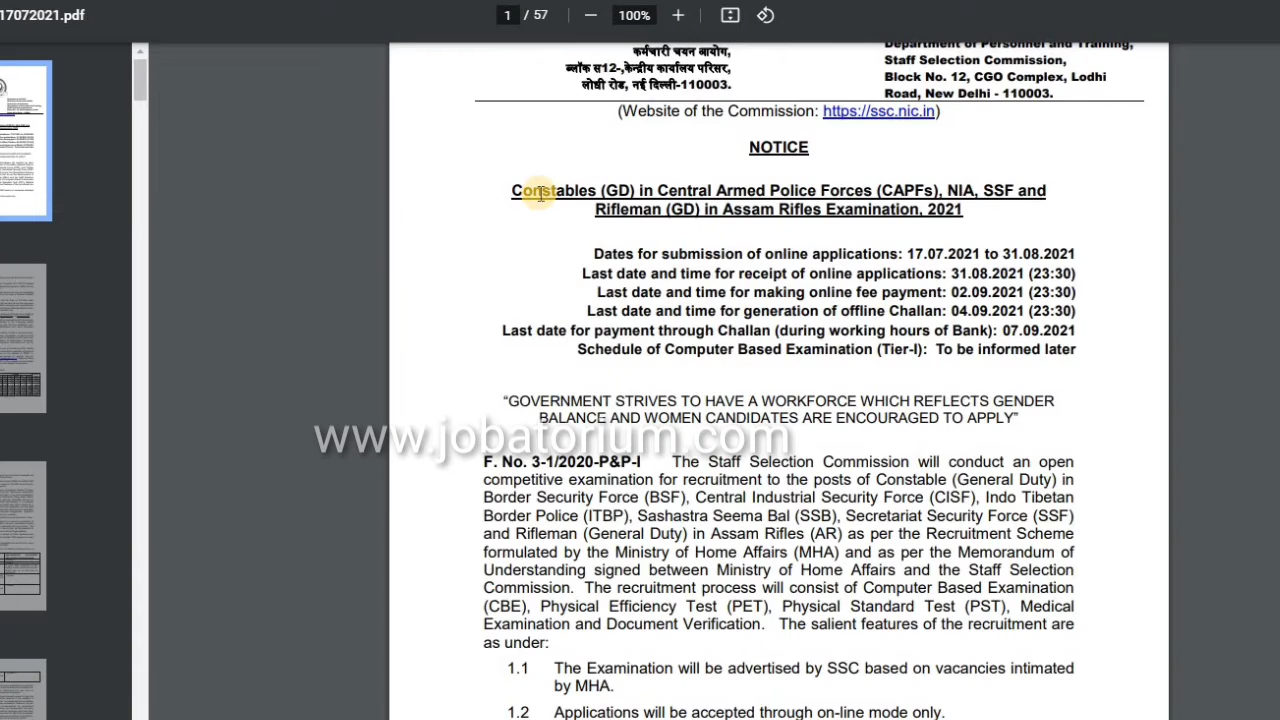 17072021.pdf
1 / 57
100%
कर्मचारी चयन आयोग,
ब्लॉक स12-,केन्द्रीय कार्यालय परिसर,
लोधी रोड, नई दिल्ली-110003.
Department of Personnel and Training,
Staff Selection Commission,
Block No. 12, CGO Complex, Lodhi
Road, New Delhi - 110003.
(Website of the Commission: https://ssc.nic.in)
NOTICE
Constables (GD) in Central Armed Police Forces (CAPFs), NIA, SSF and
Rifleman (GD) in Assam Rifles Examination, 2021
Dates for submission of online applications: 17.07.2021 to 31.08.2021
Last date and time for receipt of online applications: 31.08.2021 (23:30)
Last date and time for making online fee payment: 02.09.2021 (23:30)
Last date and time for generation of offline Challan: 04.09.2021 (23:30)
Last date for payment through Challan (during working hours of Bank): 07.09.2021
Schedule of Computer Based Examination (Tier-I): To be informed later
“GOVERNMENT STRIVES TO HAVE A WORKFORCE WHICH REFLECTS GENDER
BALANCE AND WOMEN CANDIDATES ARE ENCOURAGED TO APPLY”
www.jobatorium.com
F. No. 3-1/2020-P&P-I The Staff Selection Commission will conduct an open
competitive examination for recruitment to the posts of Constable (General Duty) in
Border Security Force (BSF), Central Industrial Security Force (CISF), Indo Tibetan
Border Police (ITBP), Sashastra Seema Bal (SSB), Secretariat Security Force (SSF)
and Rifleman (General Duty) in Assam Rifles (AR) as per the Recruitment Scheme
formulated by the Ministry of Home Affairs (MHA) and as per the Memorandum of
Understanding signed between Ministry of Home Affairs and the Staff Selection
Commission. The recruitment process will consist of Computer Based Examination
(CBE), Physical Efficiency Test (PET), Physical Standard Test (PST), Medical
Examination and Document Verification. The salient features of the recruitment are
as under:
1.1 The Examination will be advertised by SSC based on vacancies intimated
by MHA.
1.2 Applications will be accepted through on-line mode only.